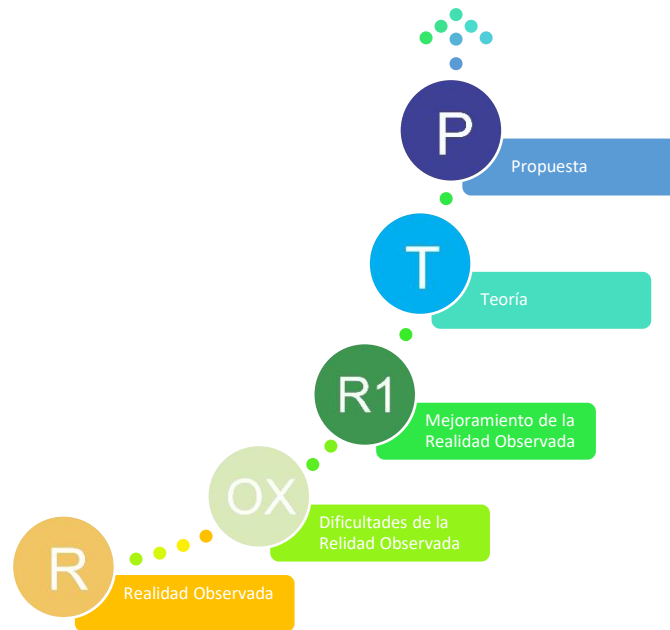 P
Propuesta
T
Teoría
R1
Mejoramiento de la
Realidad Observada
OX
Dificultades de la
Relidad Observada
R
Realidad Observada